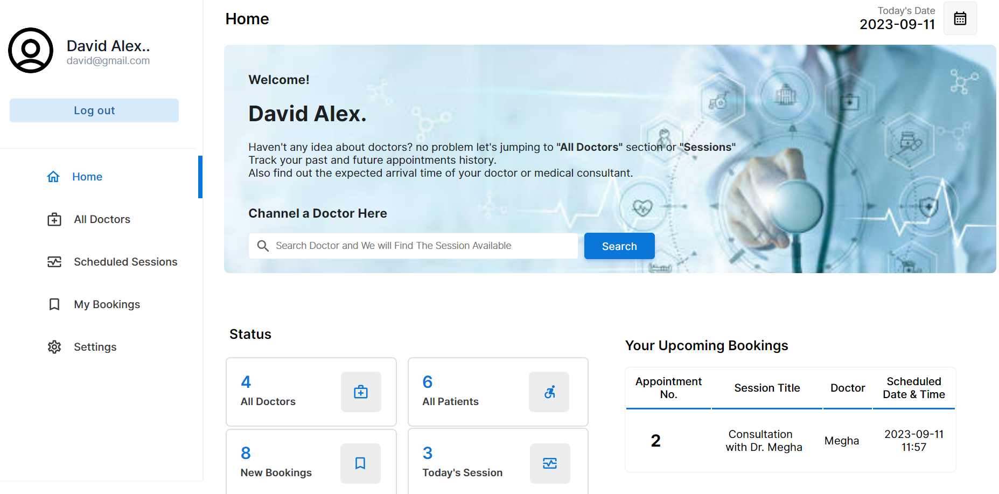 David Alex..
david@gmail.com
Log out
Home
All Doctors
Scheduled Sessions
My Bookings
Settings
Home
Today's Date
2023-09-11
Welcome!
David Alex.
Haven't any idea about doctors? no problem let's jumping to "All Doctors" section or "Sessions"
Track your past and future appointments history.
Also find out the expected arrival time of your doctor or medical consultant.
Channel a Doctor Here
Search Doctor and We will Find The Session Available
Search
Status
4
All Doctors
6
All Patients
8
New Bookings
3
Today's Session
Your Upcoming Bookings
Appointment No.
Session Title
Doctor
Scheduled Date & Time
2
Consultation with Dr. Megha
Megha
2023-09-11 11:57